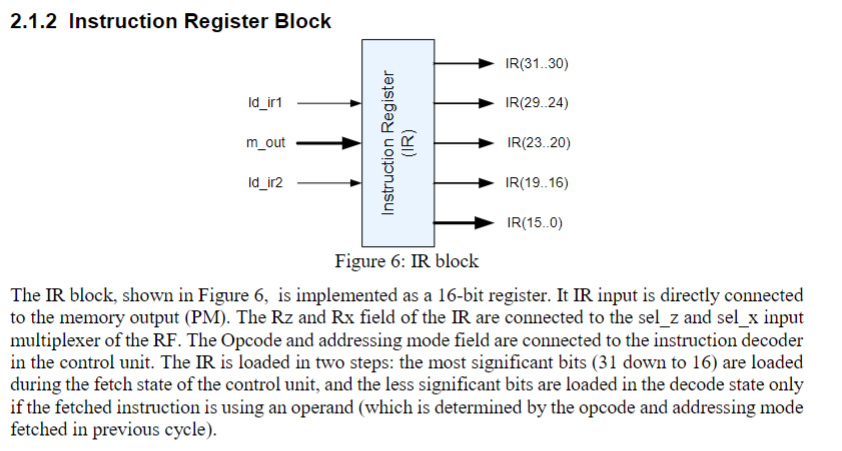 2.1.2 Instruction Register Block
Instruction Register
(IR)
ld_ir1
m_out
ld_ir2
IR(31..30)
IR(29..24)
IR(23..20)
IR(19..16)
IR(15..0)
Figure 6: IR block
The IR block, shown in Figure 6, is implemented as a 16-bit register. It IR input is directly connected
to the memory output (PM). The Rz and Rx field of the IR are connected to the sel_z and sel_x input
multiplexer of the RF. The Opcode and addressing mode field are connected to the instruction decoder
in the control unit. The IR is loaded in two steps: the most significant bits (31 down to 16) are loaded
during the fetch state of the control unit, and the less significant bits are loaded in the decode state only
if the fetched instruction is using an operand (which is determined by the opcode and addressing mode
fetched in previous cycle).